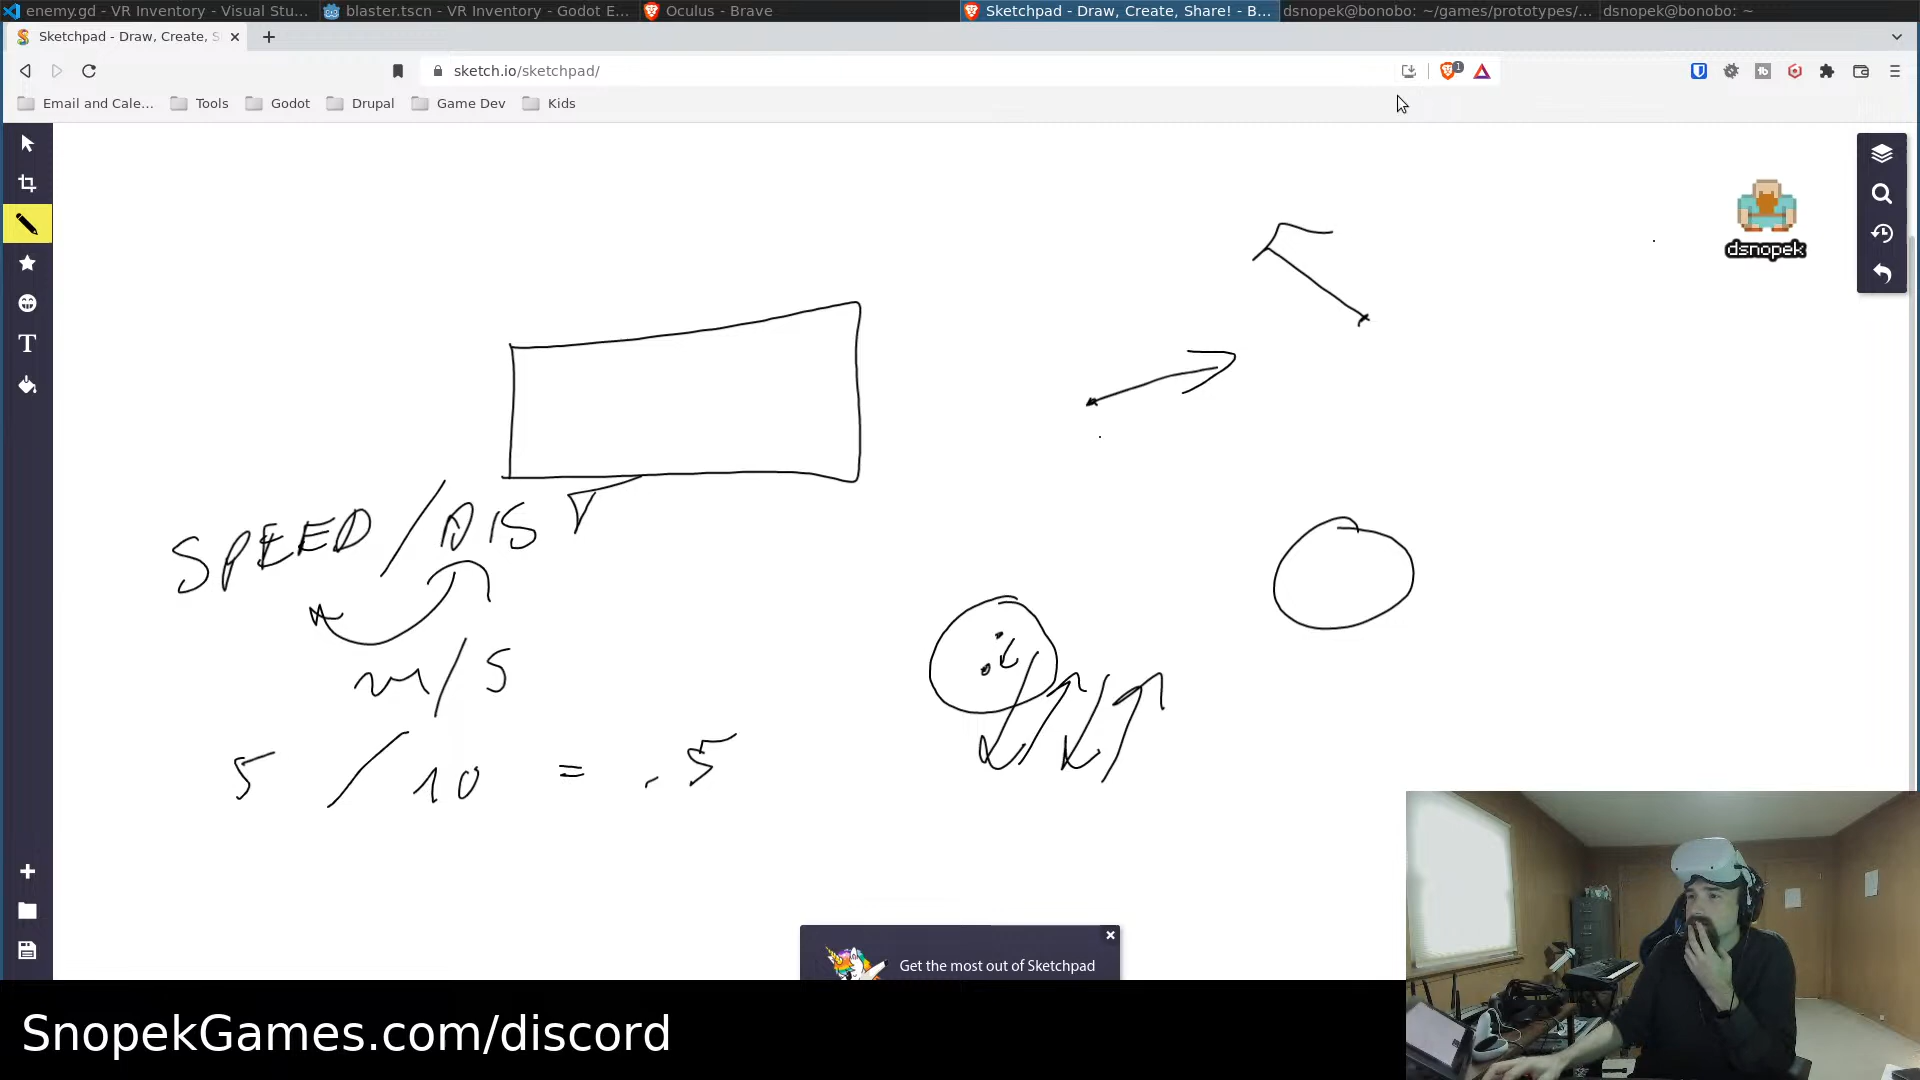 enemy.gd - VR Inventory - Visual Stu...
blaster.tscn - VR Inventory - Godot E...
Oculus - Brave
Sketchpad - Draw, Create, Share! - B...
dsnopek@bonobo: ~/games/prototypes/...
dsnopek@bonobo: ~
Sketchpad - Draw, Create, S
sketch.io/sketchpad/
1
Email and Cale...
Tools
Godot
Drupal
Game Dev
Kids
T
dsnopek
SPEED / DIST
m/s
5 / 10 = .5
Get the most out of Sketchpad
SnopekGames.com/discord